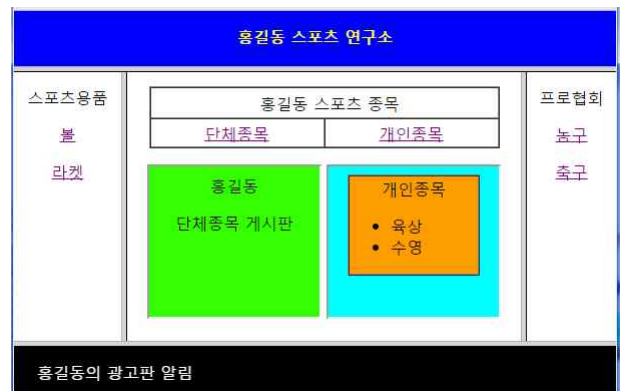 홍길동 스포츠 연구소
스포츠용품
볼
라켓
홍길동 스포츠 종목
단체종목 개인종목
홍길동
단체종목 게시판
개인종목
육상
수영
프로협회
농구
축구
홍길동의 광고판 알림